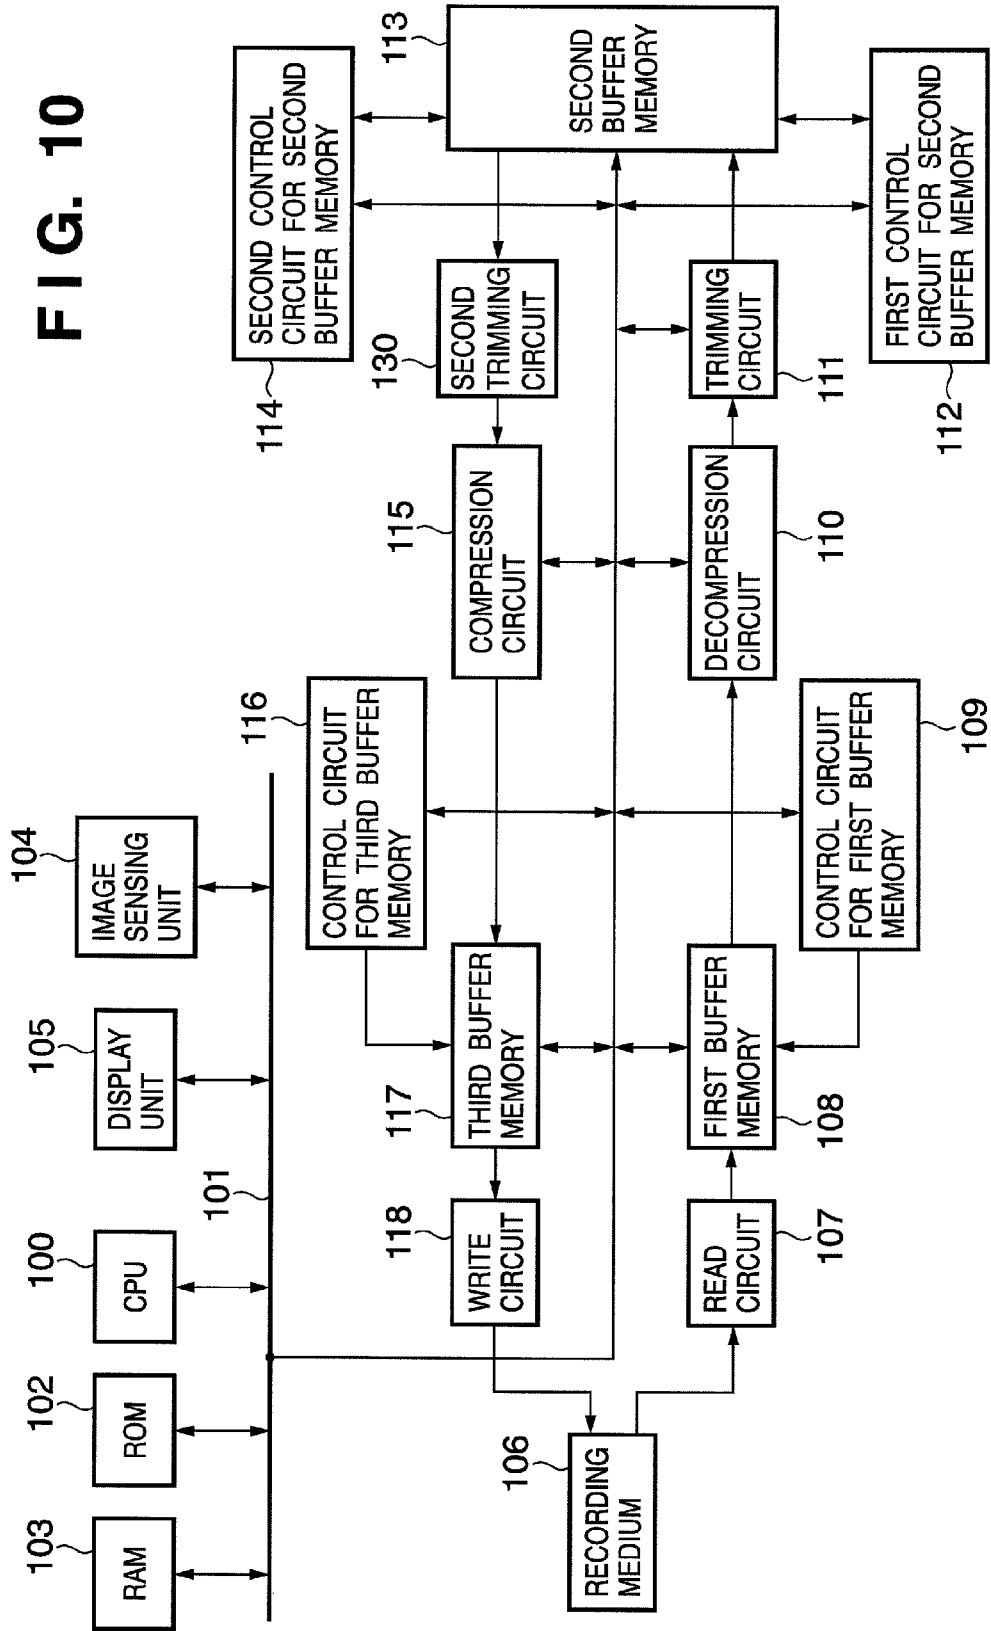 FIG. 10
103
RAM
102
ROM
100
CPU
101
105
DISPLAY
UNIT
104
IMAGE
SENSING
UNIT
116
CONTROL CIRCUIT
FOR THIRD BUFFER
MEMORY
114
SECOND CONTROL
CIRCUIT FOR SECOND
BUFFER MEMORY
118
WRITE
CIRCUIT
117
THIRD BUFFER
MEMORY
115
COMPRESSION
CIRCUIT
130
SECOND
TRIMMING
CIRCUIT
113
SECOND
BUFFER
MEMORY
106
RECORDING
MEDIUM
READ
CIRCUIT
107
FIRST BUFFER
MEMORY
108
DECOMPRESSION
CIRCUIT
110
TRIMMING
CIRCUIT
111
CONTROL CIRCUIT
FOR FIRST BUFFER
MEMORY
109
FIRST CONTROL
CIRCUIT FOR SECOND
BUFFER MEMORY
112